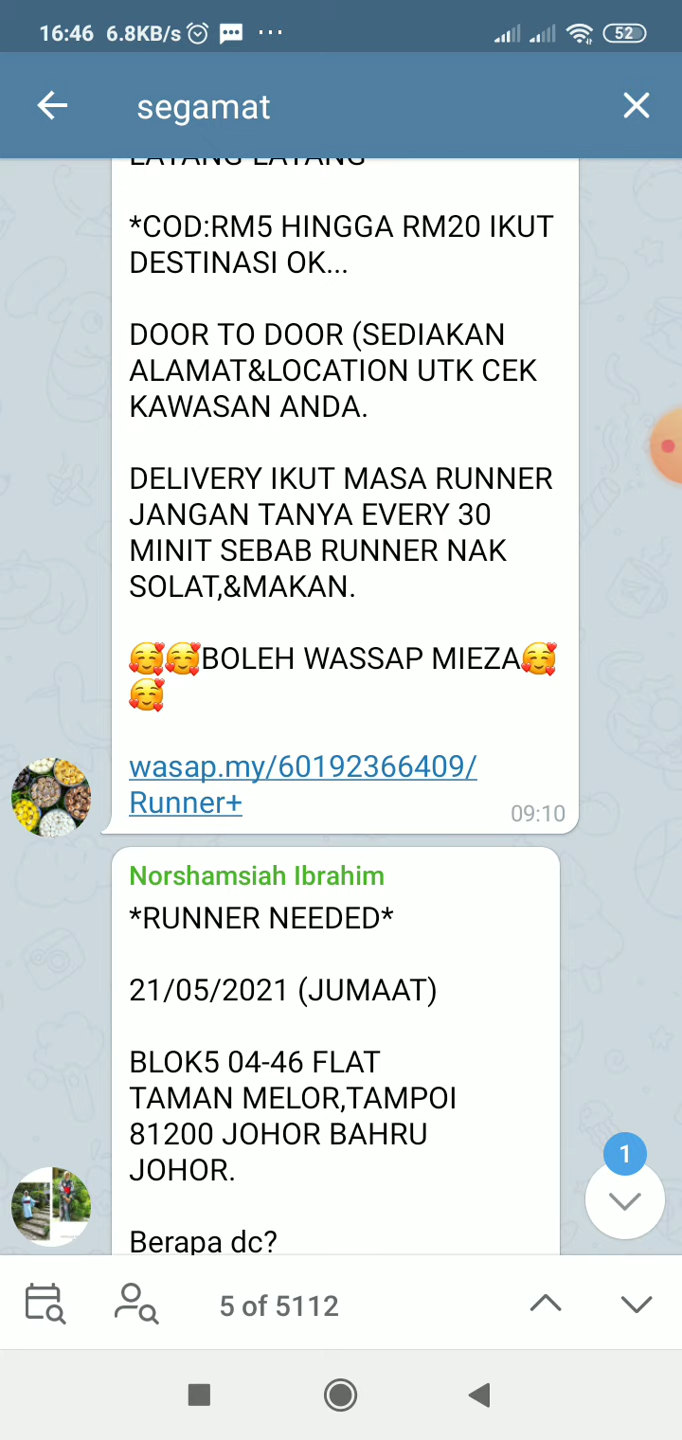 16:46 6.8KB/s ...
52
segamat
LAYANG LAYANG
*COD:RM5 HINGGA RM20 IKUT
DESTINASI OK...
DOOR TO DOOR (SEDIAKAN
ALAMAT&LOCATION UTK CEK
KAWASAN ANDA.
DELIVERY IKUT MASA RUNNER
JANGAN TANYA EVERY 30
MINIT SEBAB RUNNER NAK
SOLAT,&MAKAN.
🥰🥰BOLEH WASSAP MIEZA🥰
🥰
wasap.my/60192366409/
Runner+
09:10
Norshamsiah Ibrahim
*RUNNER NEEDED*
21/05/2021 (JUMAAT)
BLOK5 04-46 FLAT
TAMAN MELOR,TAMPOI
81200 JOHOR BAHRU
JOHOR.
1
Berapa dc?
5 of 5112